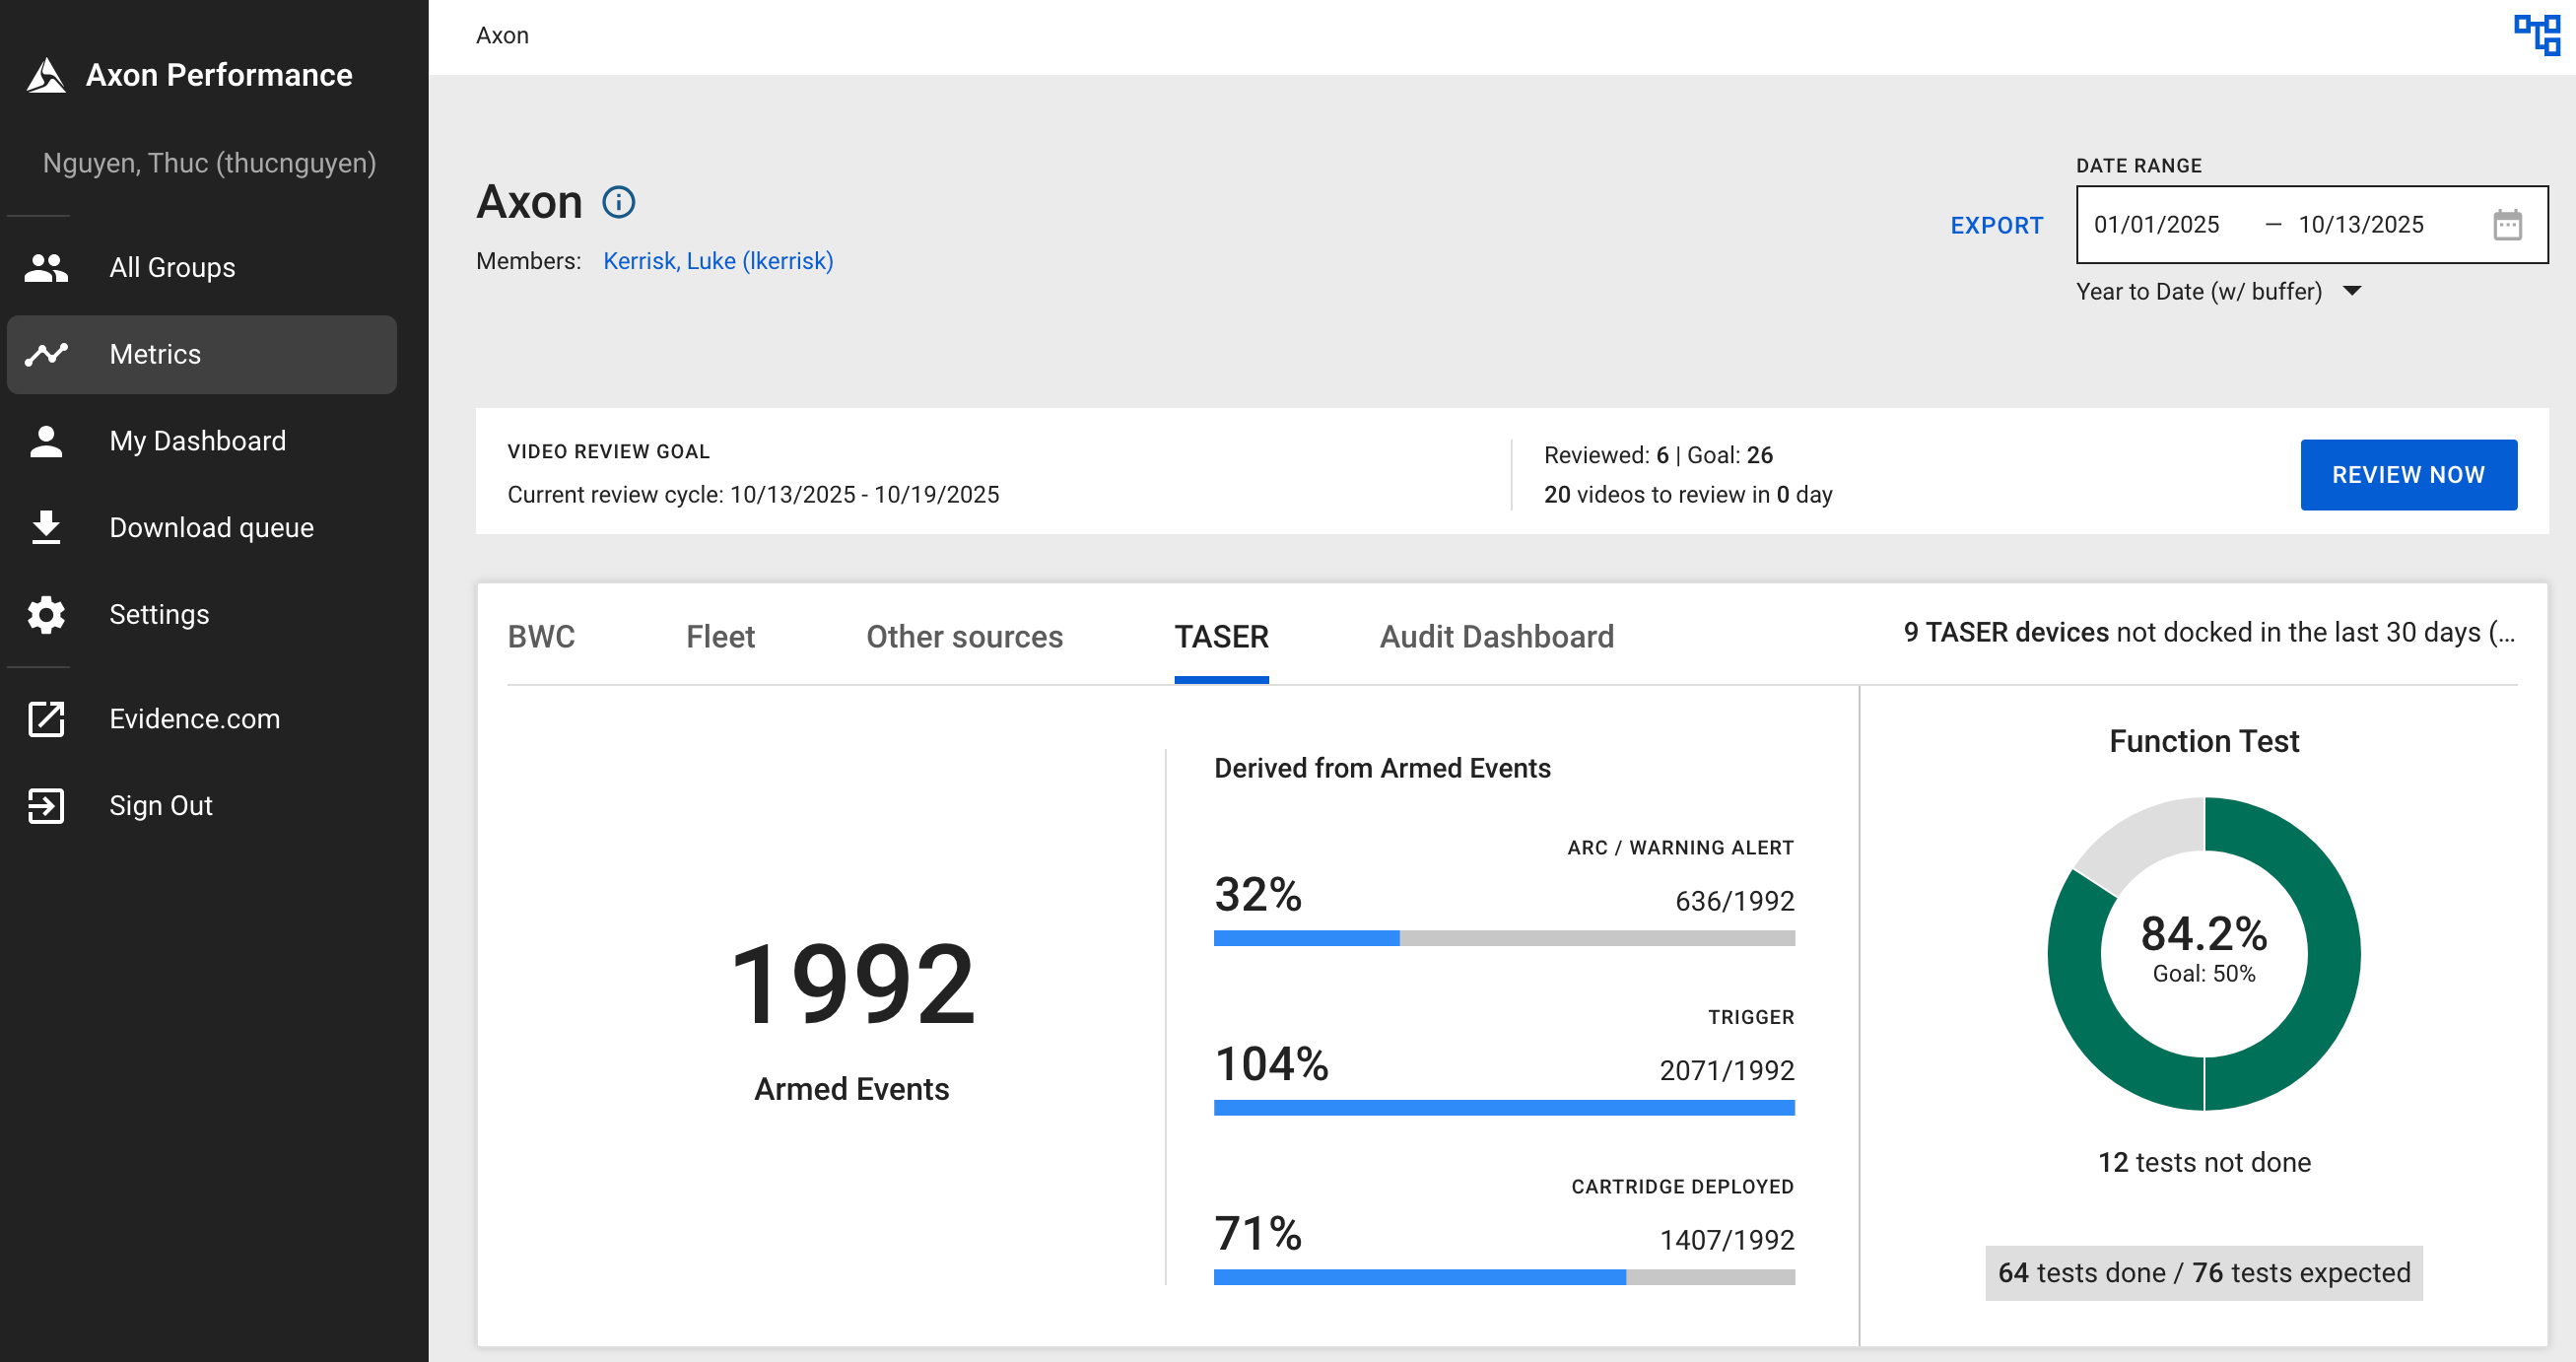 Axon Performance
Nguyen, Thuc (thucnguyen)
All Groups
Metrics
My Dashboard
Download queue
Settings
Evidence.com
Sign Out
Axon
Axon
Members: Kerrisk, Luke (lkerrisk)
EXPORT
DATE RANGE
01/01/2025 – 10/13/2025
Year to Date (w/ buffer)
VIDEO REVIEW GOAL
Current review cycle: 10/13/2025 - 10/19/2025
Reviewed: 6 | Goal: 26
20 videos to review in 0 day
REVIEW NOW
BWC Fleet Other sources TASER Audit Dashboard
9 TASER devices not docked in the last 30 days (...
1992
Armed Events
Derived from Armed Events
ARC / WARNING ALERT
32% 636/1992
TRIGGER
104% 2071/1992
CARTRIDGE DEPLOYED
71% 1407/1992
Function Test
84.2%
Goal: 50%
12 tests not done
64 tests done / 76 tests expected